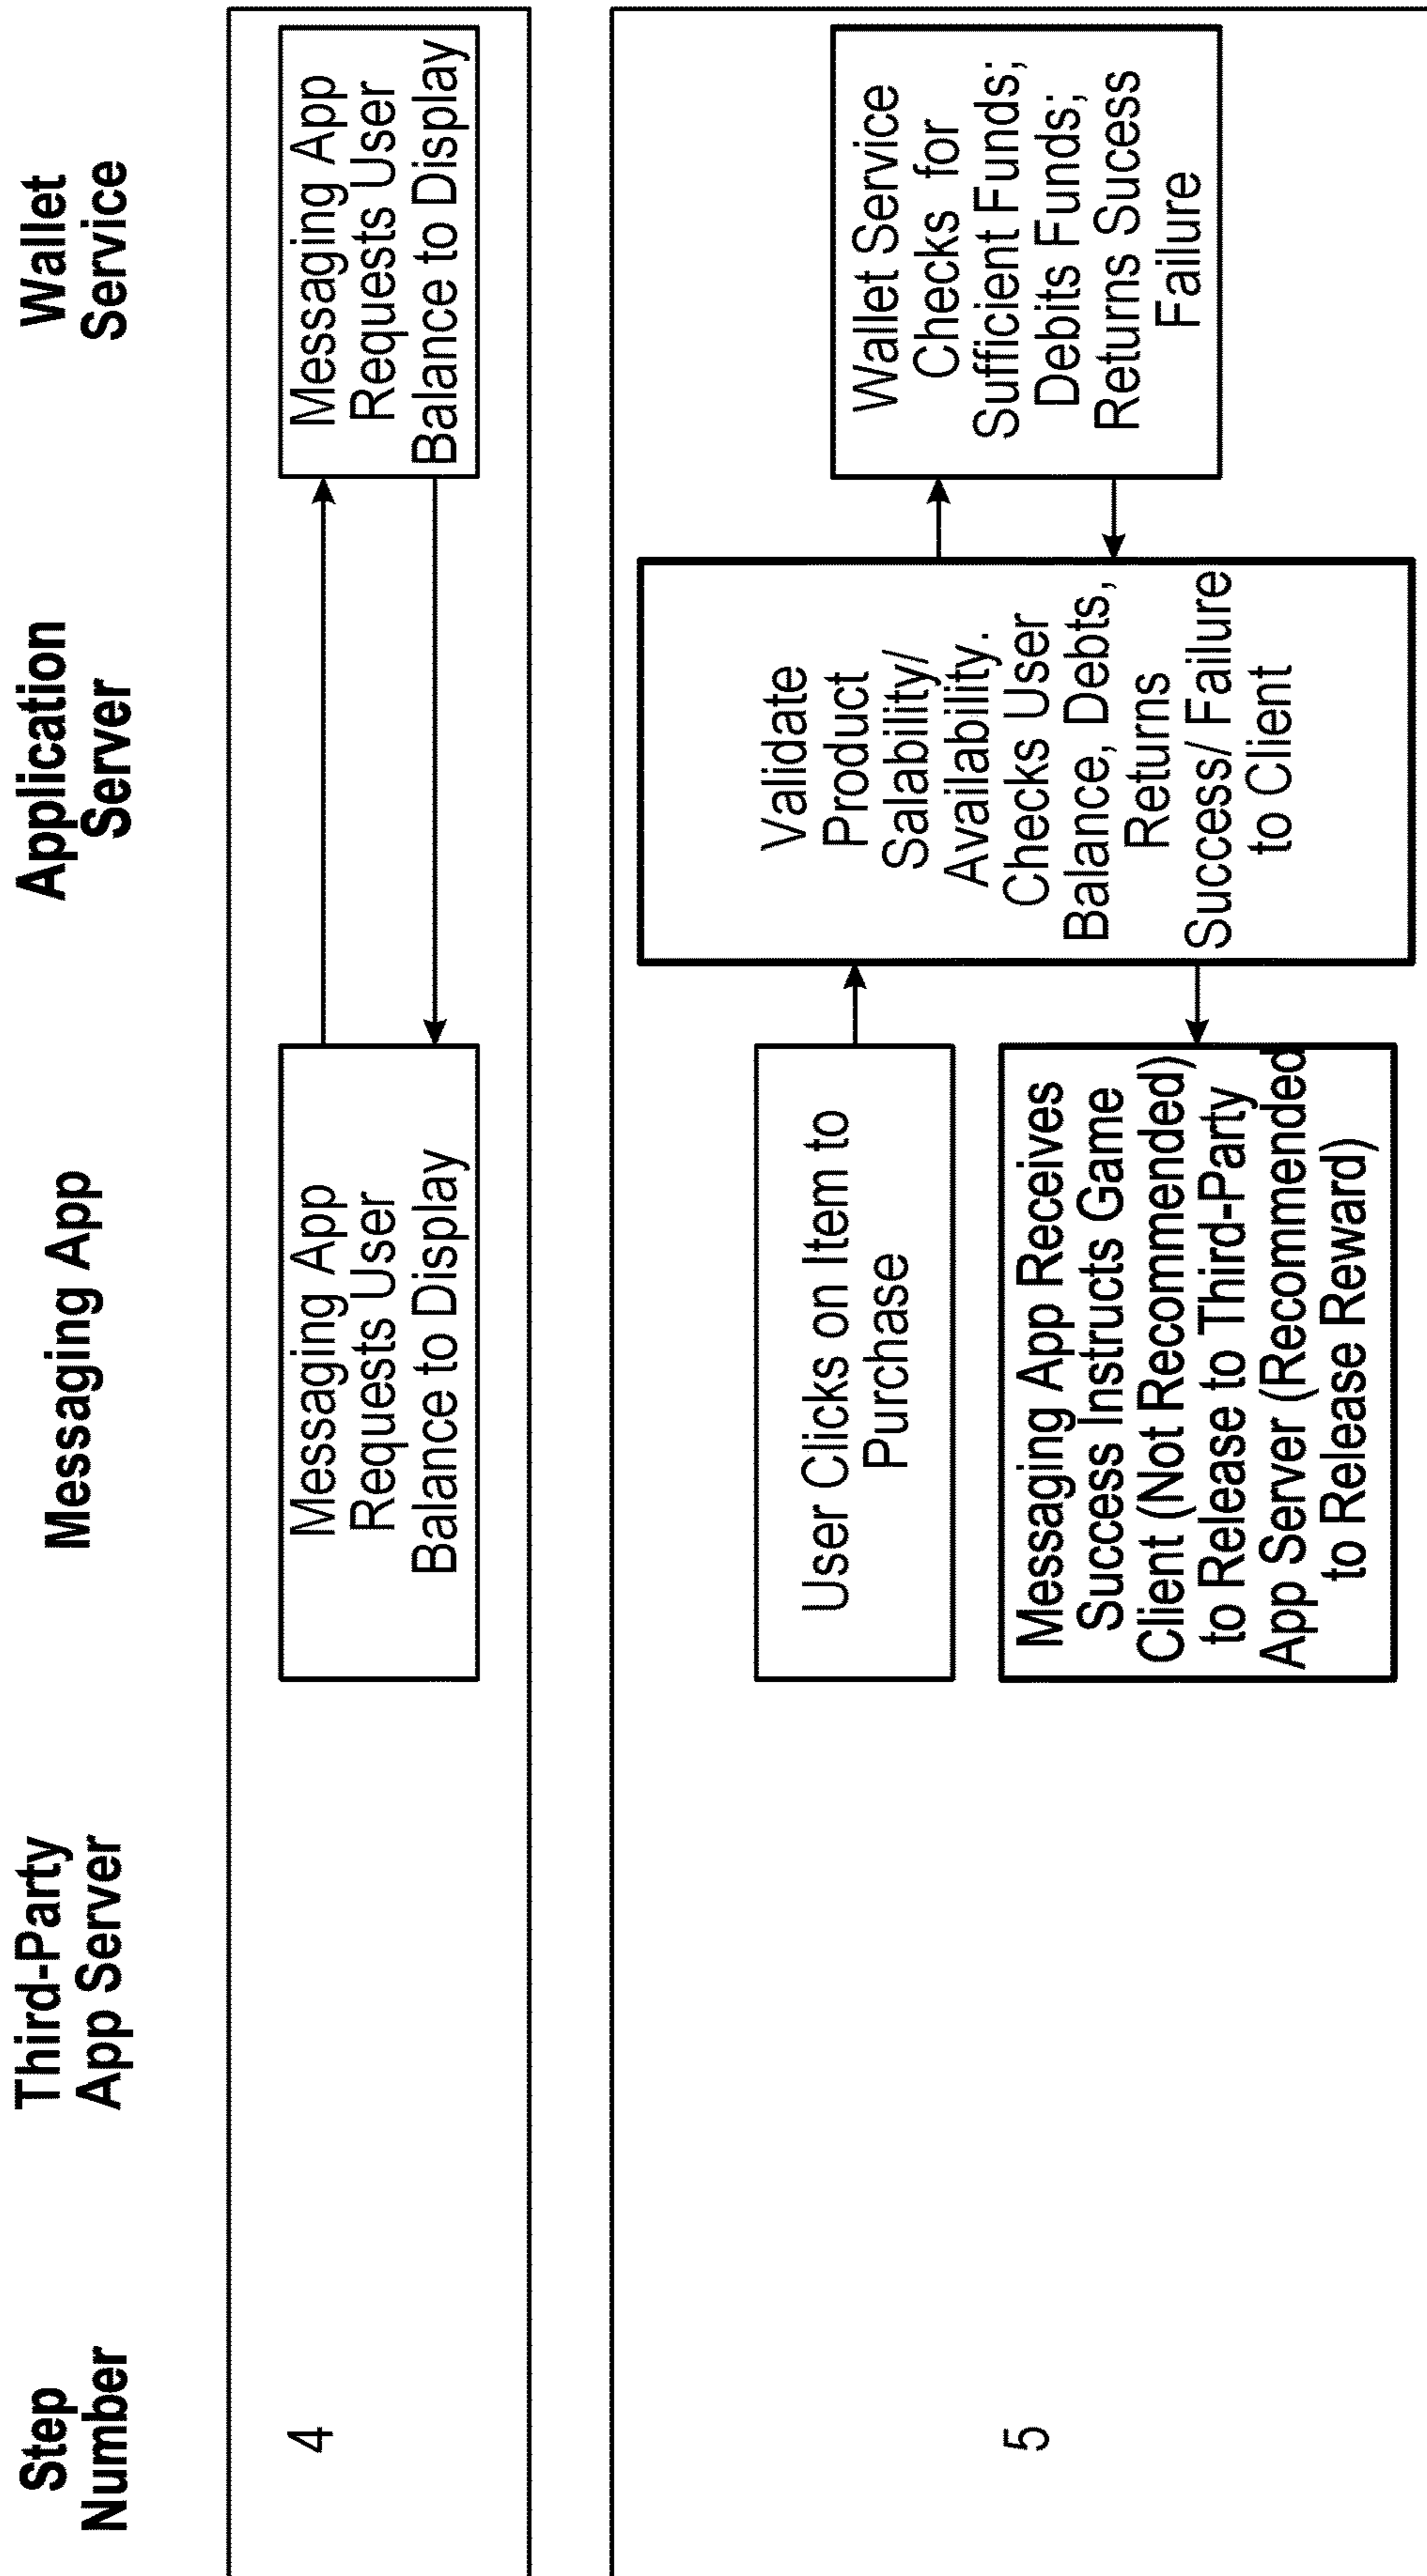 Step
Number
Third-Party
App Server
Messaging App
Application
Server
Wallet
Service
4
Messaging App
Requests User
Balance to Display
Messaging App
Requests User
Balance to Display
5
User Clicks on Item to
Purchase
Messaging App Receives
Success Instructs Game
Client (Not Recommended)
to Release to Third-Party
App Server (Recommended
to Release Reward)
Validate
Product
Salability/
Availability.
Checks User
Balance, Debts,
Returns
Success/ Failure
to Client
Wallet Service
Checks for
Sufficient Funds;
Debits Funds;
Returns Sucess
Failure